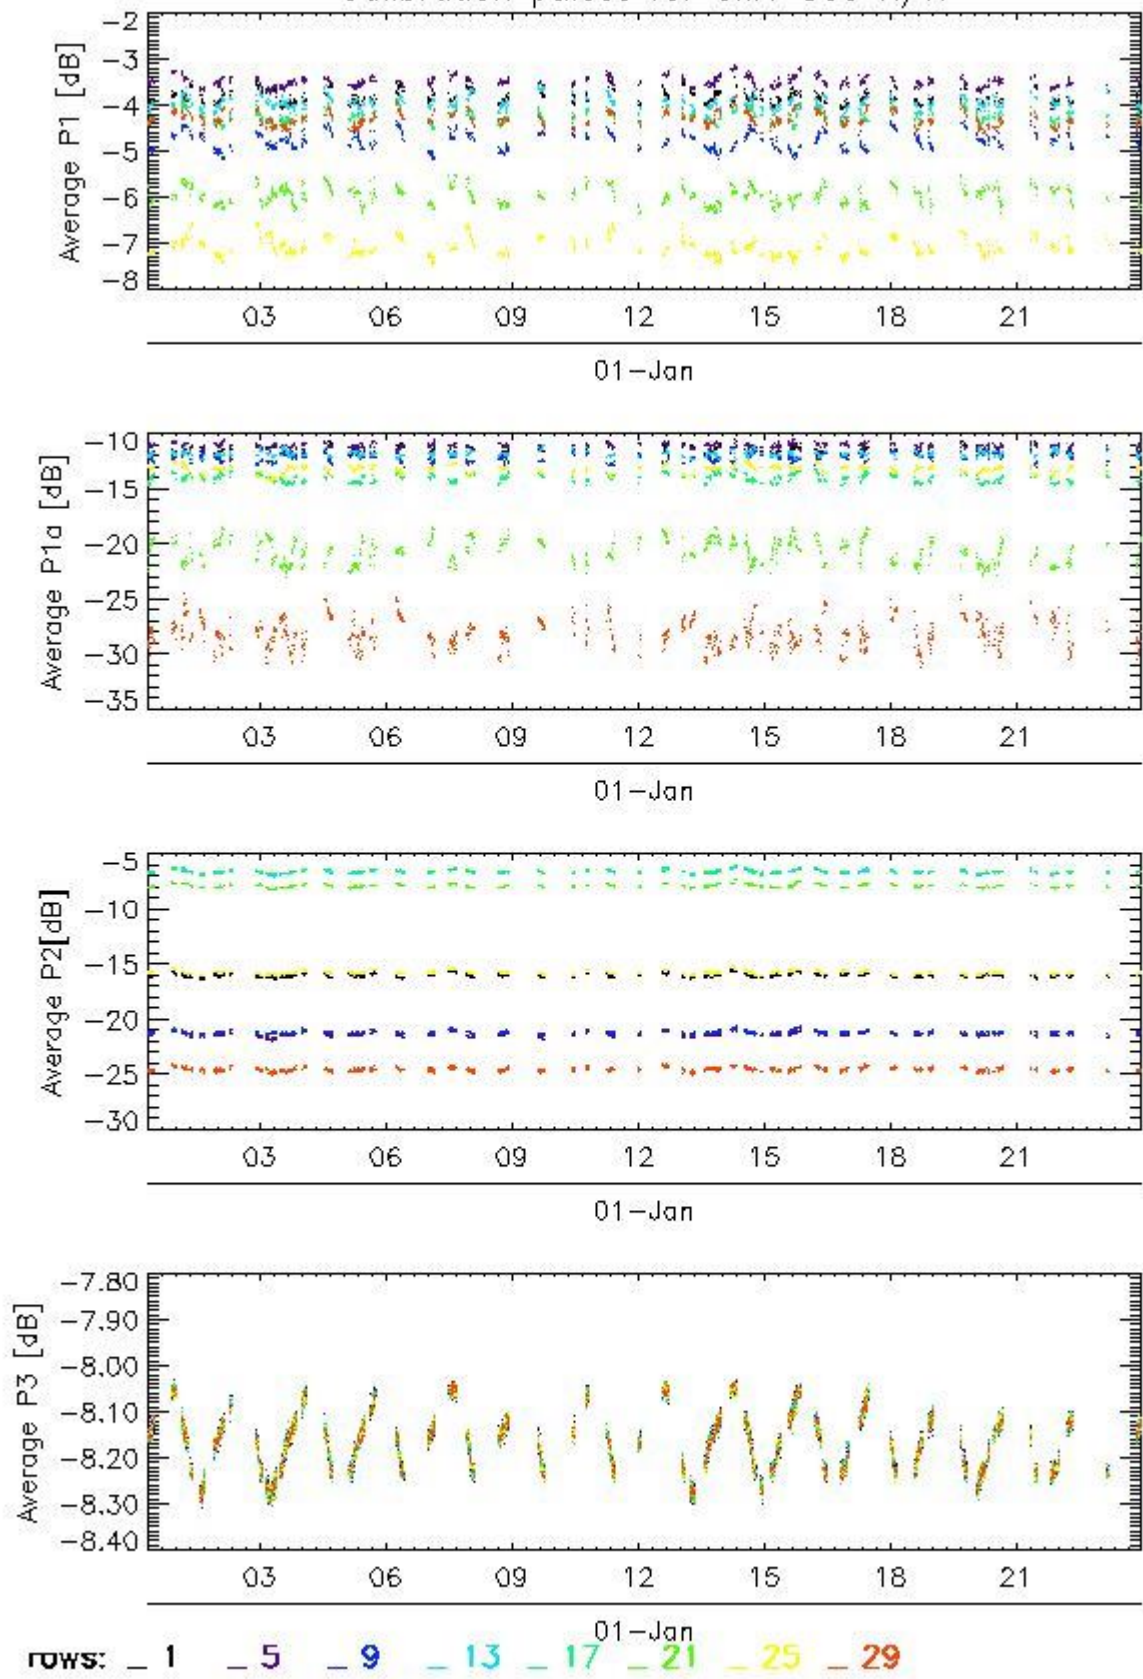 -2
-3
-4
-5
-6
-7
-8
Average P1 [dB]
03 06 09 12 15 18 21
01-Jan
-10
-15
-20
-25
-30
-35
Average P1a [dB]
03 06 09 12 15 18 21
01-Jan
-5
-10
-15
-20
-25
-30
Average P2[dB]
03 06 09 12 15 18 21
01-Jan
-7.80
-7.90
-8.00
-8.10
-8.20
-8.30
-8.40
Average P3 [dB]
03 06 09 12 15 18 21
01-Jan
rows: _ 1 _ 5 _ 9 _ 13 _ 17 _ 21 _ 25 _ 29